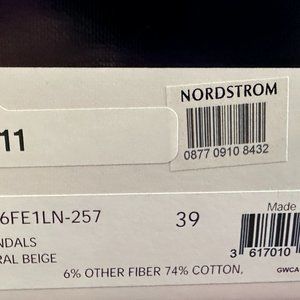 11
NORDSTROM
0877 0910 8432
6FE1LN-257
39
Made
NDALS
RAL BEIGE
3 617010
6% OTHER FIBER 74% COTTON,
GWCA